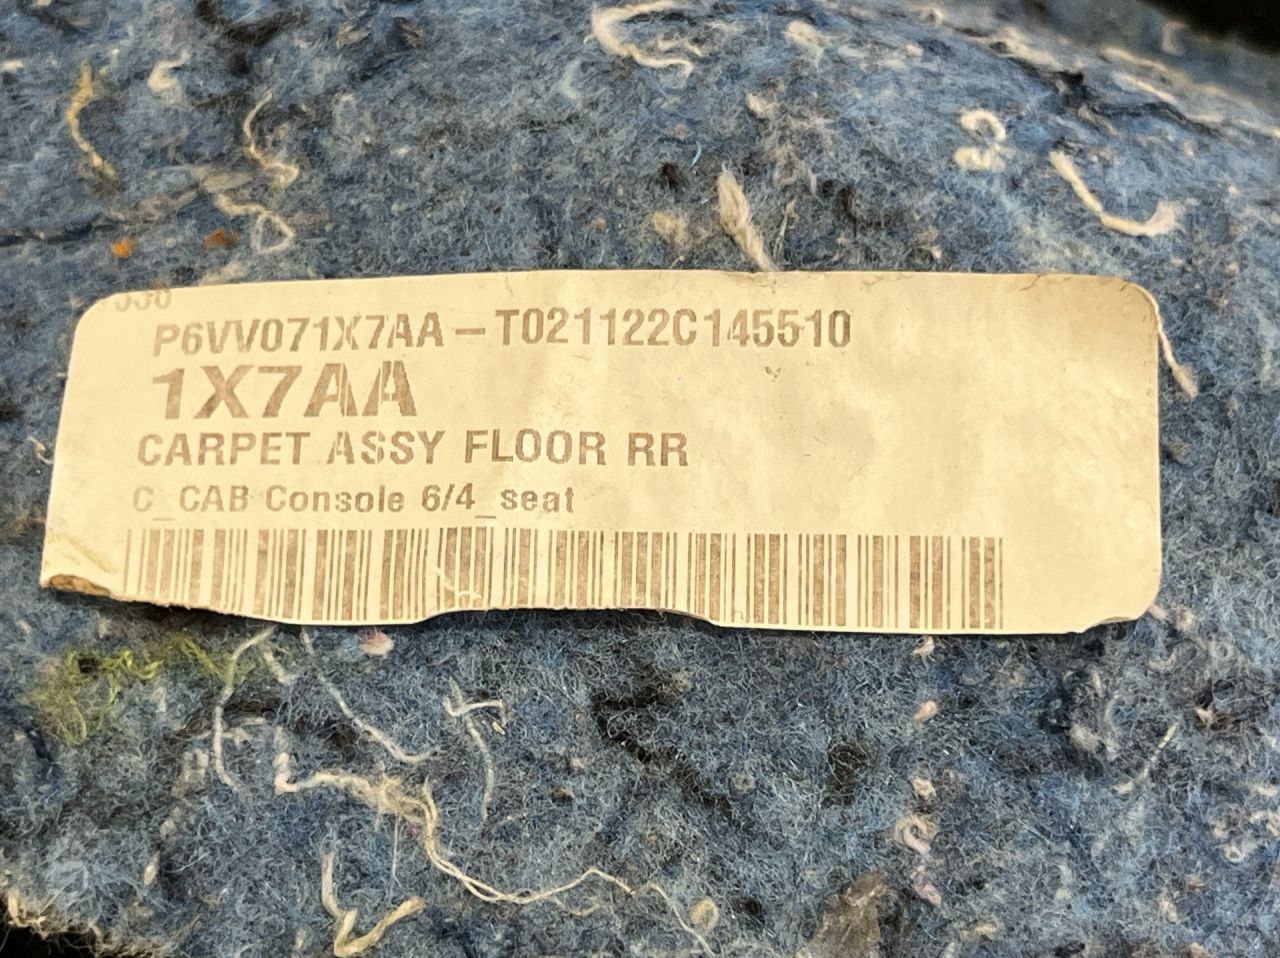 P6VV071X7AA-T021122C145510
1X7AA
CARPET ASSY FLOOR RR
C_CAB Console 6/4_seat